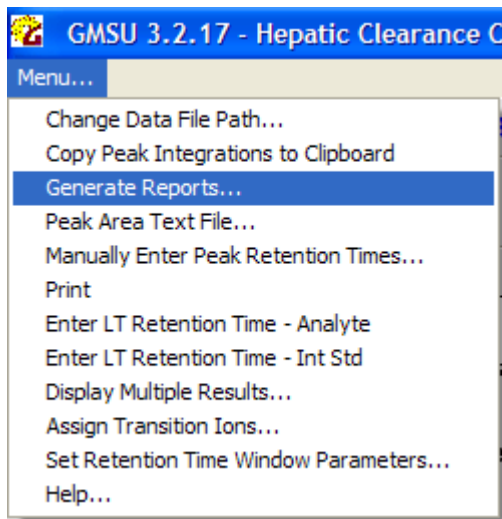 GMSU 3.2.17 - Hepatic Clearance
Menu...
Change Data File Path...
Copy Peak Integrations to Clipboard
Generate Reports...
Peak Area Text File...
Manually Enter Peak Retention Times...
Print
Enter LT Retention Time - Analyte
Enter LT Retention Time - Int Std
Display Multiple Results...
Assign Transition Ions...
Set Retention Time Window Parameters...
Help...